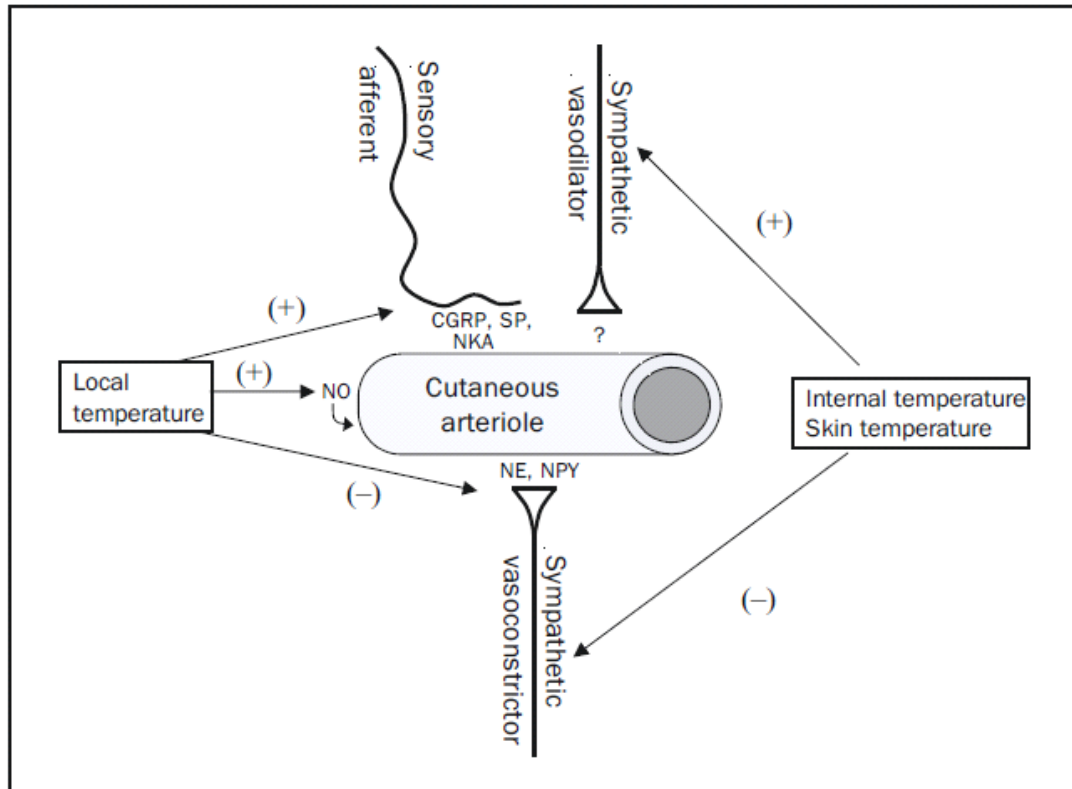 Sensory
afferent
Sympathetic
vasodilator
(+)
(+)
CGRP, SP,
NKA
?
Local
temperature
(+)
NO
Cutaneous
arteriole
Internal temperature
Skin temperature
NE, NPY
(–)
Sympathetic
vasoconstrictor
(–)